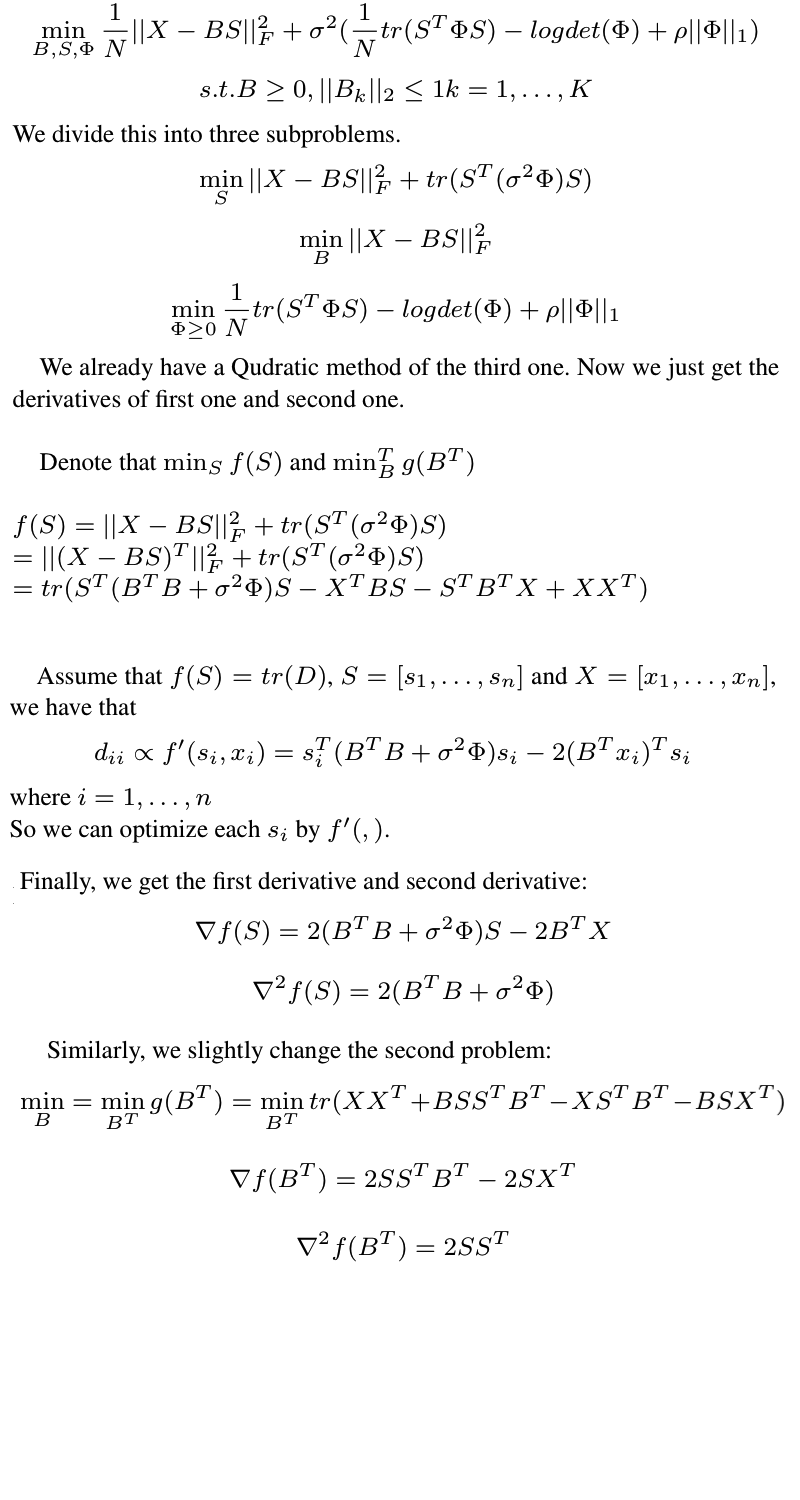 \min_{B,S,\Phi} \frac{1}{N}||X - BS||_F^2 + \sigma^2(\frac{1}{N}tr(S^T\Phi S) - logdet(\Phi) + \rho||\Phi||_1)
s.t.B \geq 0, ||B_k||_2 \leq 1k = 1, \ldots, K
We divide this into three subproblems.
\min_S ||X - BS||_F^2 + tr(S^T(\sigma^2\Phi)S)
\min_B ||X - BS||_F^2
\min_{\Phi \geq 0} \frac{1}{N}tr(S^T\Phi S) - logdet(\Phi) + \rho||\Phi||_1
We already have a Qudratic method of the third one. Now we just get the
derivatives of first one and second one.
Denote that \min_S f(S) and \min_B^T g(B^T)
f(S) = ||X - BS||_F^2 + tr(S^T(\sigma^2\Phi)S)
= ||(X - BS)^T||_F^2 + tr(S^T(\sigma^2\Phi)S)
= tr(S^T(B^TB + \sigma^2\Phi)S - X^TBS - S^TB^TX + XX^T)
Assume that f(S) = tr(D), S = [s_1, \ldots, s_n] and X = [x_1, \ldots, x_n],
we have that
d_{ii} \propto f'(s_i, x_i) = s_i^T(B^TB + \sigma^2\Phi)s_i - 2(B^Tx_i)^Ts_i
where i = 1, \ldots, n
So we can optimize each s_i by f'(, ).
Finally, we get the first derivative and second derivative:
\nabla f(S) = 2(B^TB + \sigma^2\Phi)S - 2B^TX
\nabla^2 f(S) = 2(B^TB + \sigma^2\Phi)
Similarly, we slightly change the second problem:
\min_B = \min_{B^T} g(B^T) = \min_{B^T} tr(XX^T + BSS^TB^T - XS^TB^T - BSX^T)
\nabla f(B^T) = 2SS^TB^T - 2SX^T
\nabla^2 f(B^T) = 2SS^T